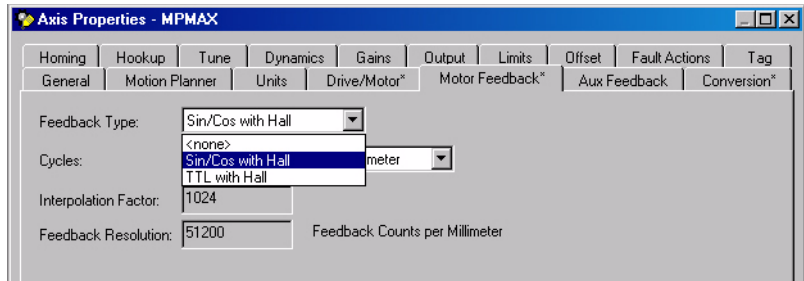 Axis Properties - MPMAX
Homing Hookup Tune Dynamics Gains Output Limits Offset Fault Actions Tag
General Motion Planner Units Drive/Motor* Motor Feedback* Aux Feedback Conversion*
Feedback Type: Sin/Cos with Hall
<none>
Cycles: Sin/Cos with Hall meter
TTL with Hall
Interpolation Factor: 1024
Feedback Resolution: 51200 Feedback Counts per Millimeter